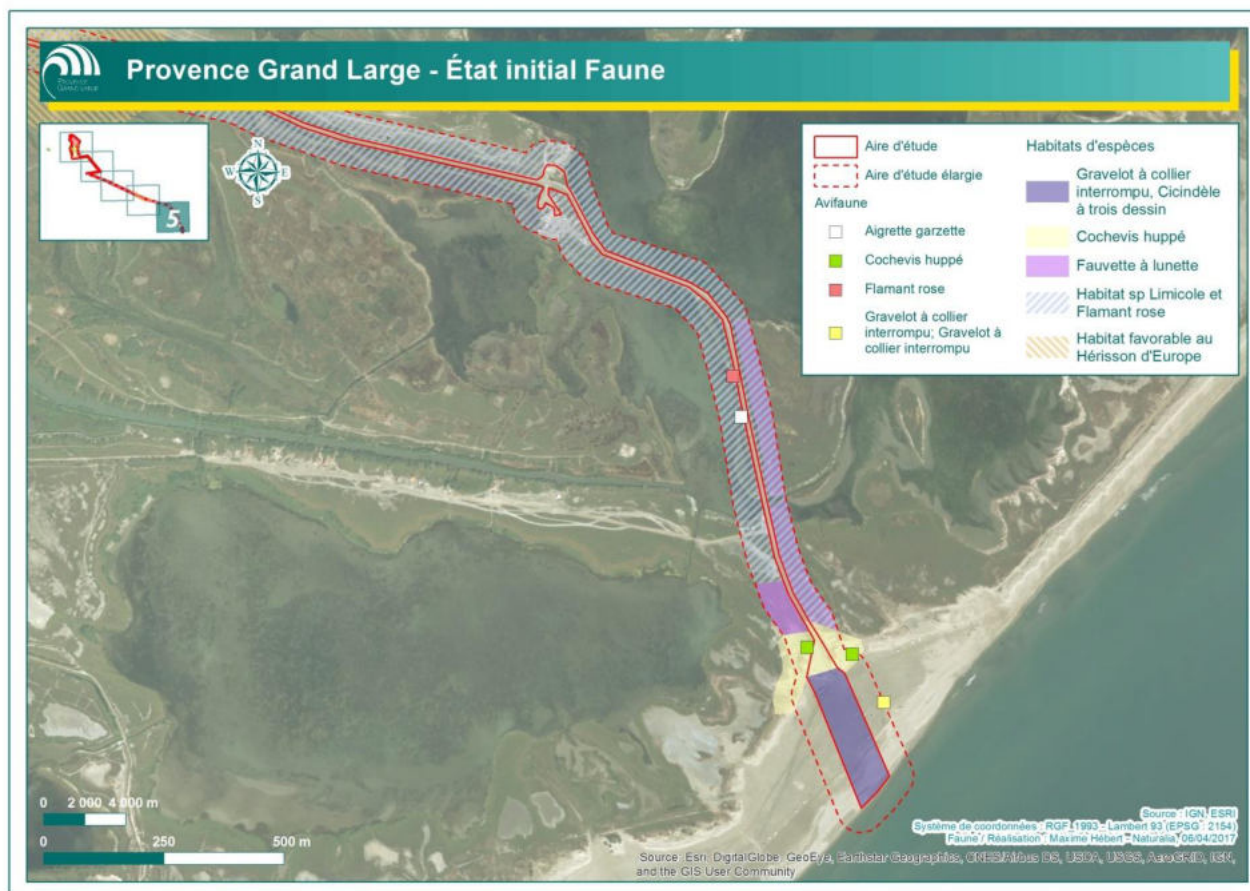 PROVENCE
GRAND LARGE
Provence Grand Large - État initial Faune
N
W
E
S
5
Aire d'étude
Aire d'étude élargie
Avifaune
Aigrette garzette
Cochevis huppé
Flamant rose
Gravelot à collier
interrompu; Gravelot à
collier interrompu
Habitats d'espèces
Gravelot à collier
interrompu, Cicindèle
à trois dessin
Cochevis huppé
Fauvette à lunette
Habitat sp Limicole et
Flamant rose
Habitat favorable au
Hérisson d'Europe
0 2 000 4 000 m
0 250 500 m
Source : IGN, ESRI
Système de coordonnées : RGF 1993 - Lambert 93 (EPSG : 2154)
Faune / Réalisation : Maxime Hébert - Naturalia, 06/04/2017
Source: Esri, DigitalGlobe, GeoEye, Earthstar Geographics, CNES/Airbus DS, USDA, USGS, AeroGRID, IGN,
and the GIS User Community